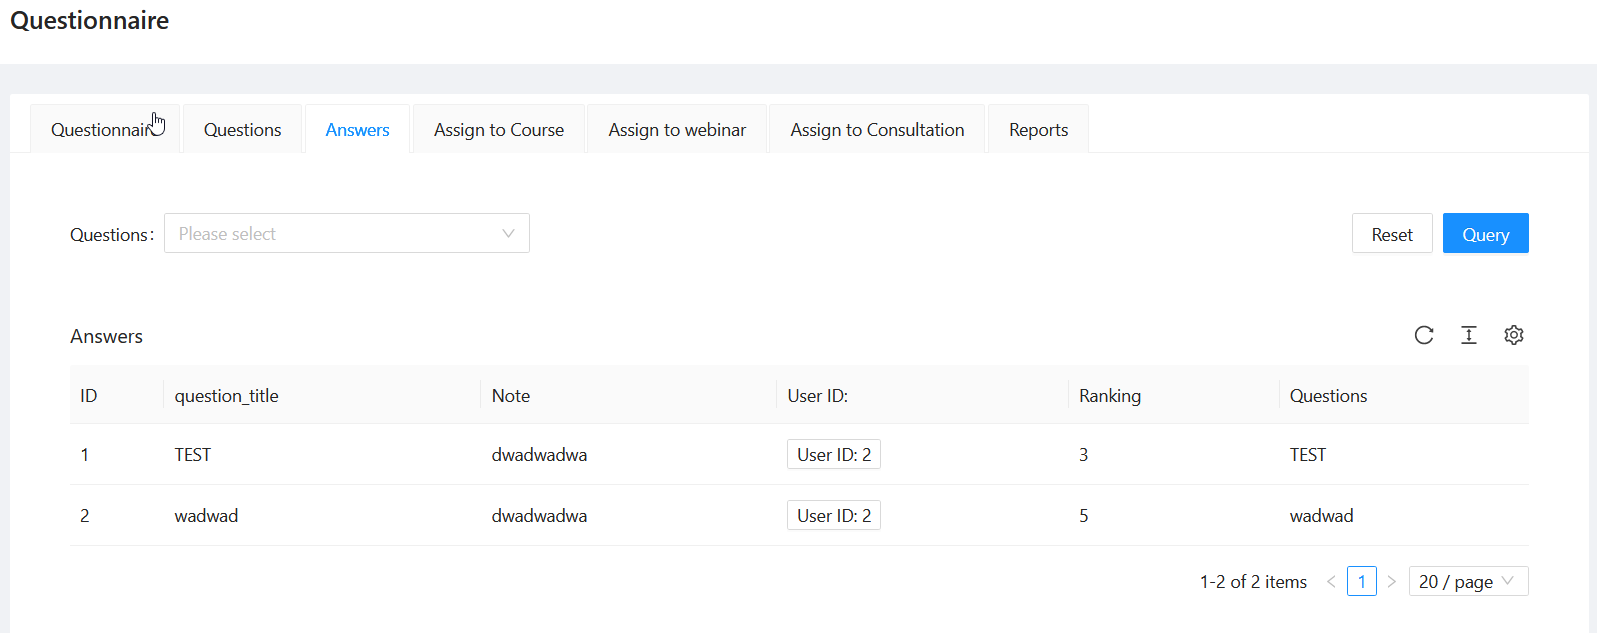 Questionnaire
Questionnaire Questions Answers Assign to Course Assign to webinar Assign to Consultation Reports
Questions: Please select Reset Query
Answers
ID question_title Note User ID: Ranking Questions
1 TEST dwadwadwa User ID: 2 3 TEST
2 wadwad dwadwadwa User ID: 2 5 wadwad
1-2 of 2 items < 1 > 20 / page